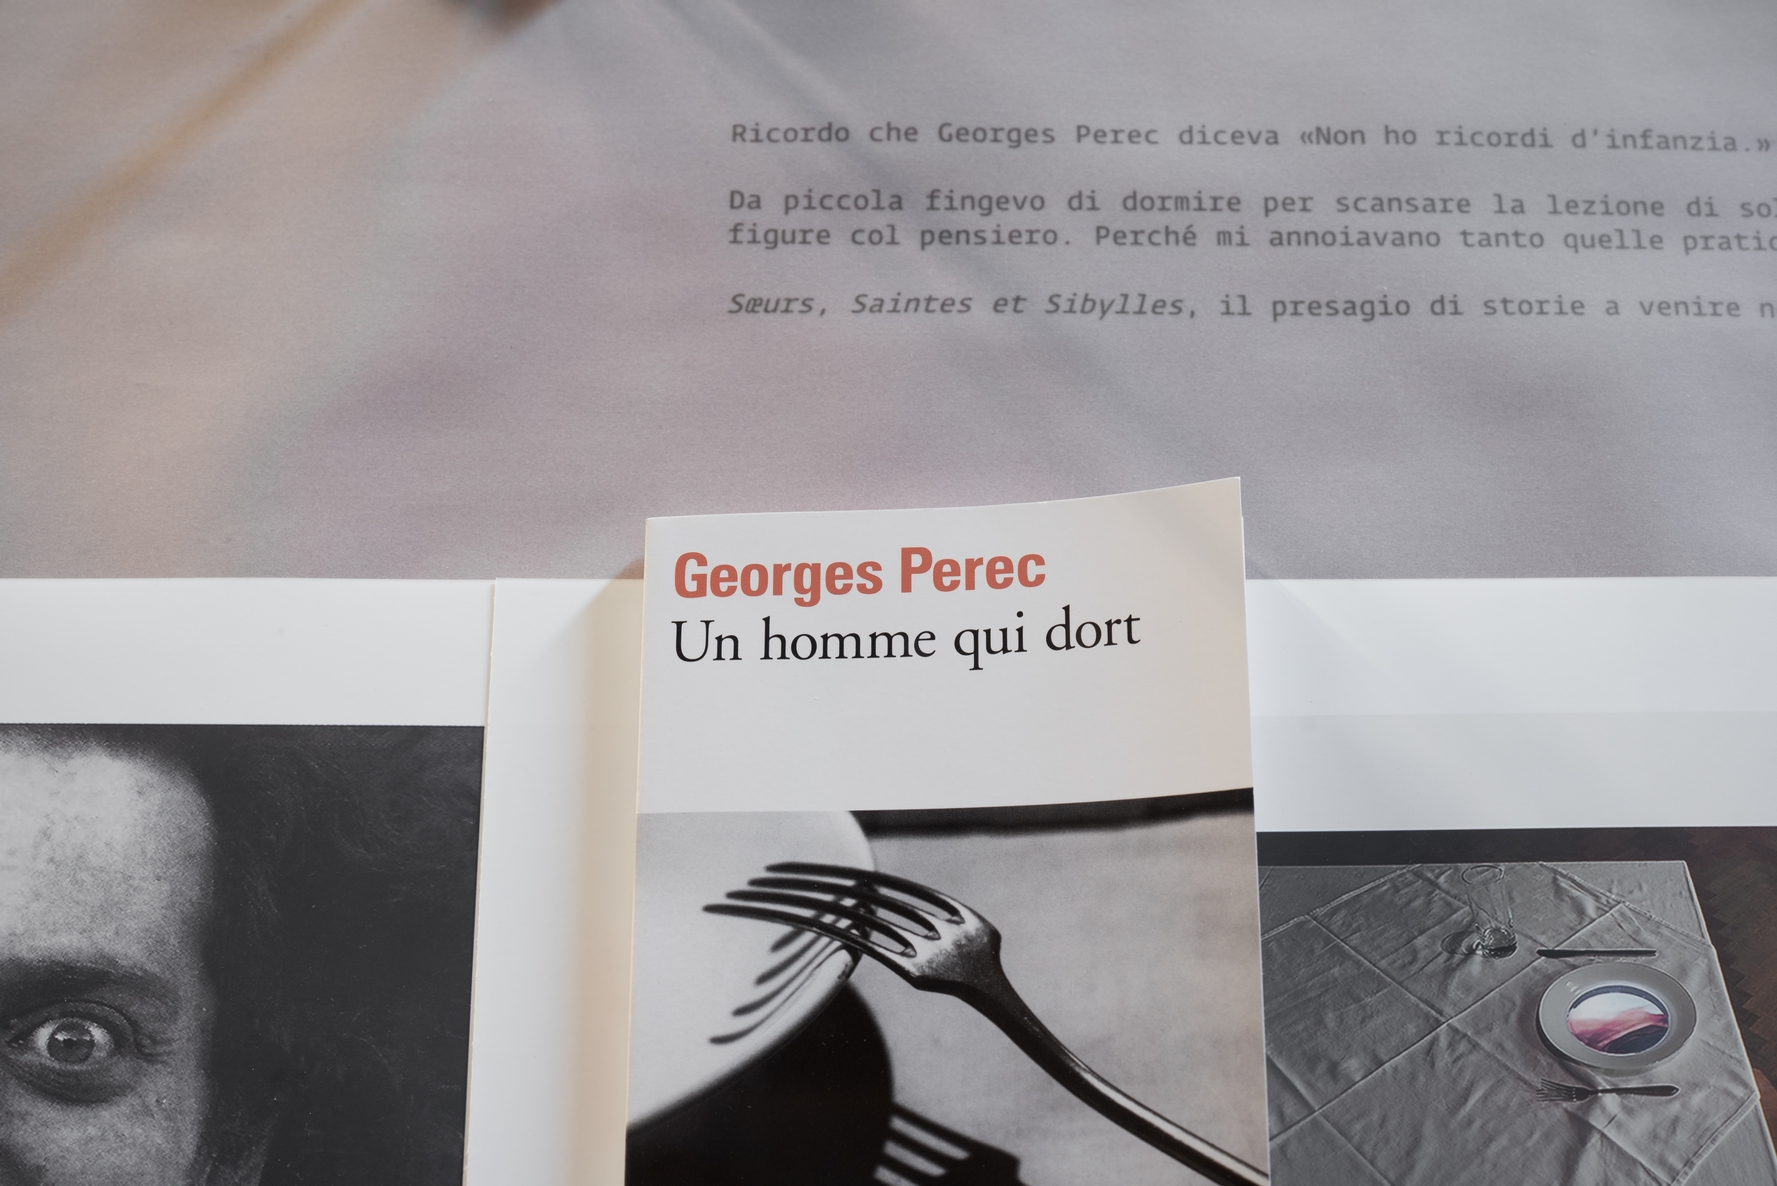 Ricordo che Georges Perec diceva «Non ho ricordi d'infanzia.»
Da piccola fingevo di dormire per scansare la lezione di
figure col pensiero. Perché mi annoiavano tanto quelle
Sœurs, Saintes et Sibylles, il presagio di storie a venire
Georges Perec
Un homme qui dort